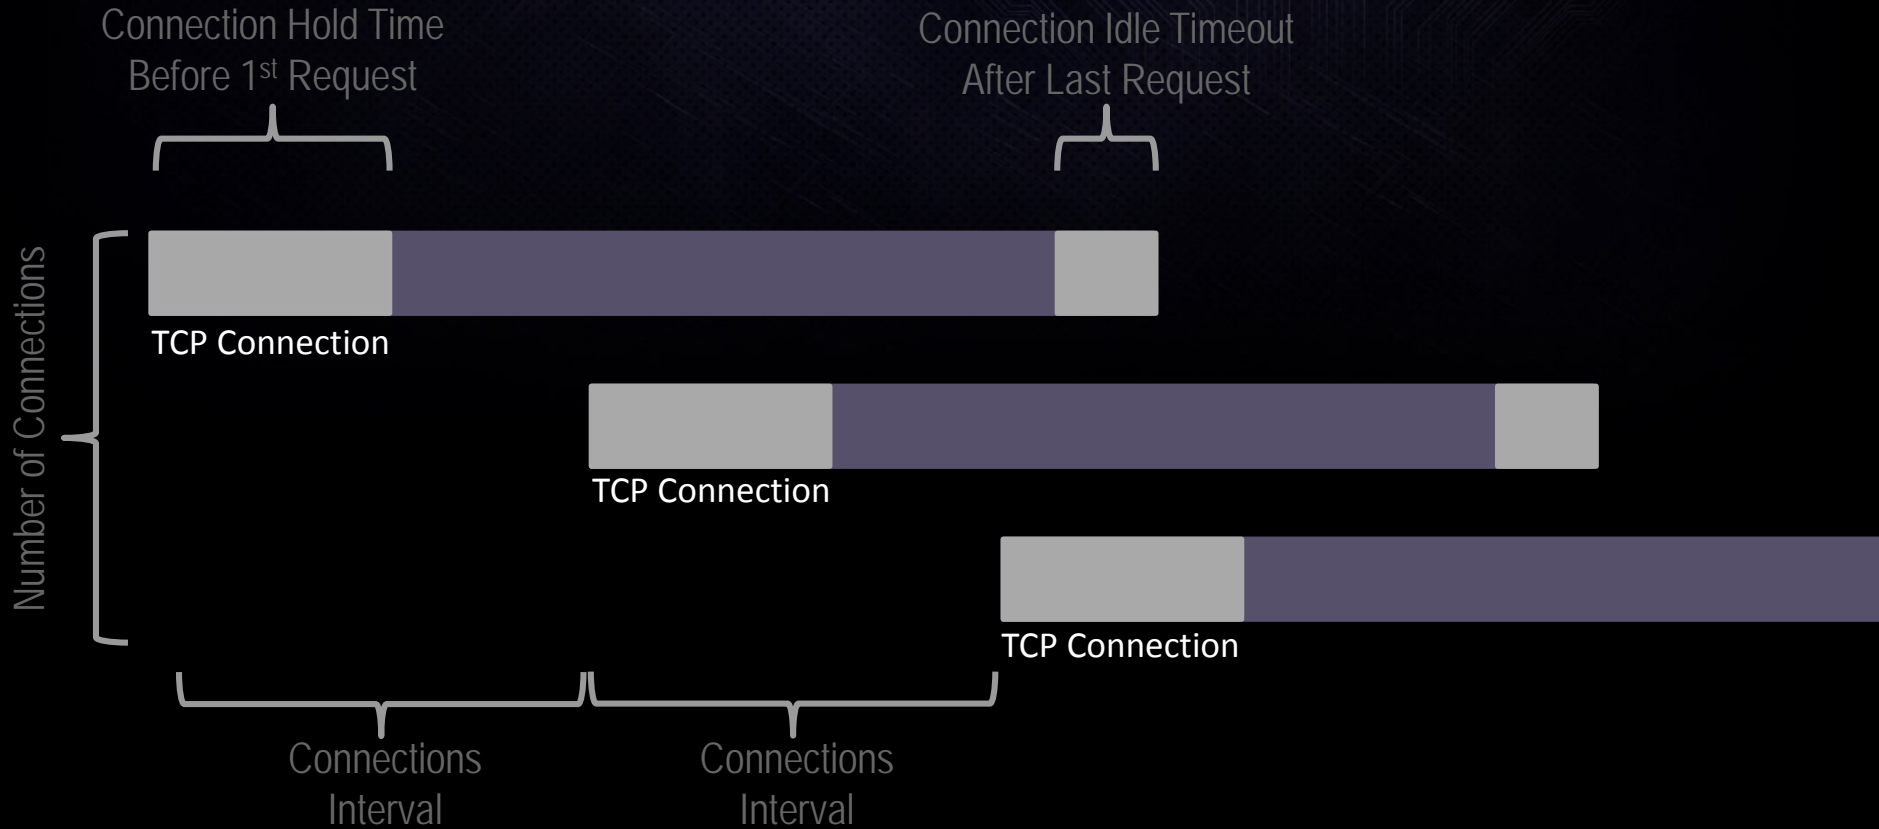 Connection Hold Time
Before 1st Request
Connection Idle Timeout
After Last Request
Number of Connections
TCP Connection
TCP Connection
TCP Connection
Connections
Interval
Connections
Interval